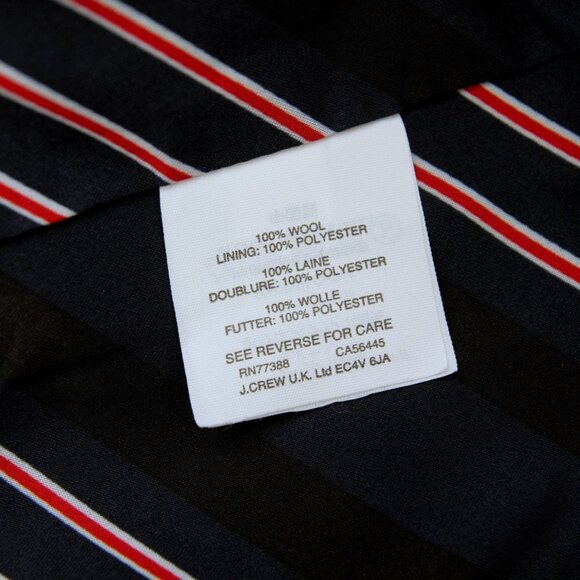 100% WOOL
LINING: 100% POLYESTER
100% LAINE
DOUBLURE: 100% POLYESTER
100% WOLLE
FUTTER: 100% POLYESTER
SEE REVERSE FOR CARE
RN77388 CA56445
J.CREW U.K. Ltd EC4V 6JA